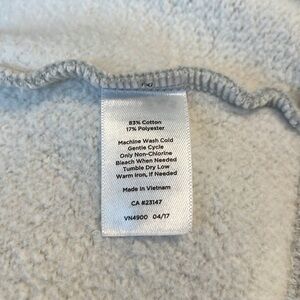 83% Cotton
17% Polyester
Machine Wash Cold
Gentle Cycle
Only Non-Chlorine
Bleach When Needed
Tumble Dry Low
Warm Iron, If Needed
Made in Vietnam
CA #23147
VN4900 04/17